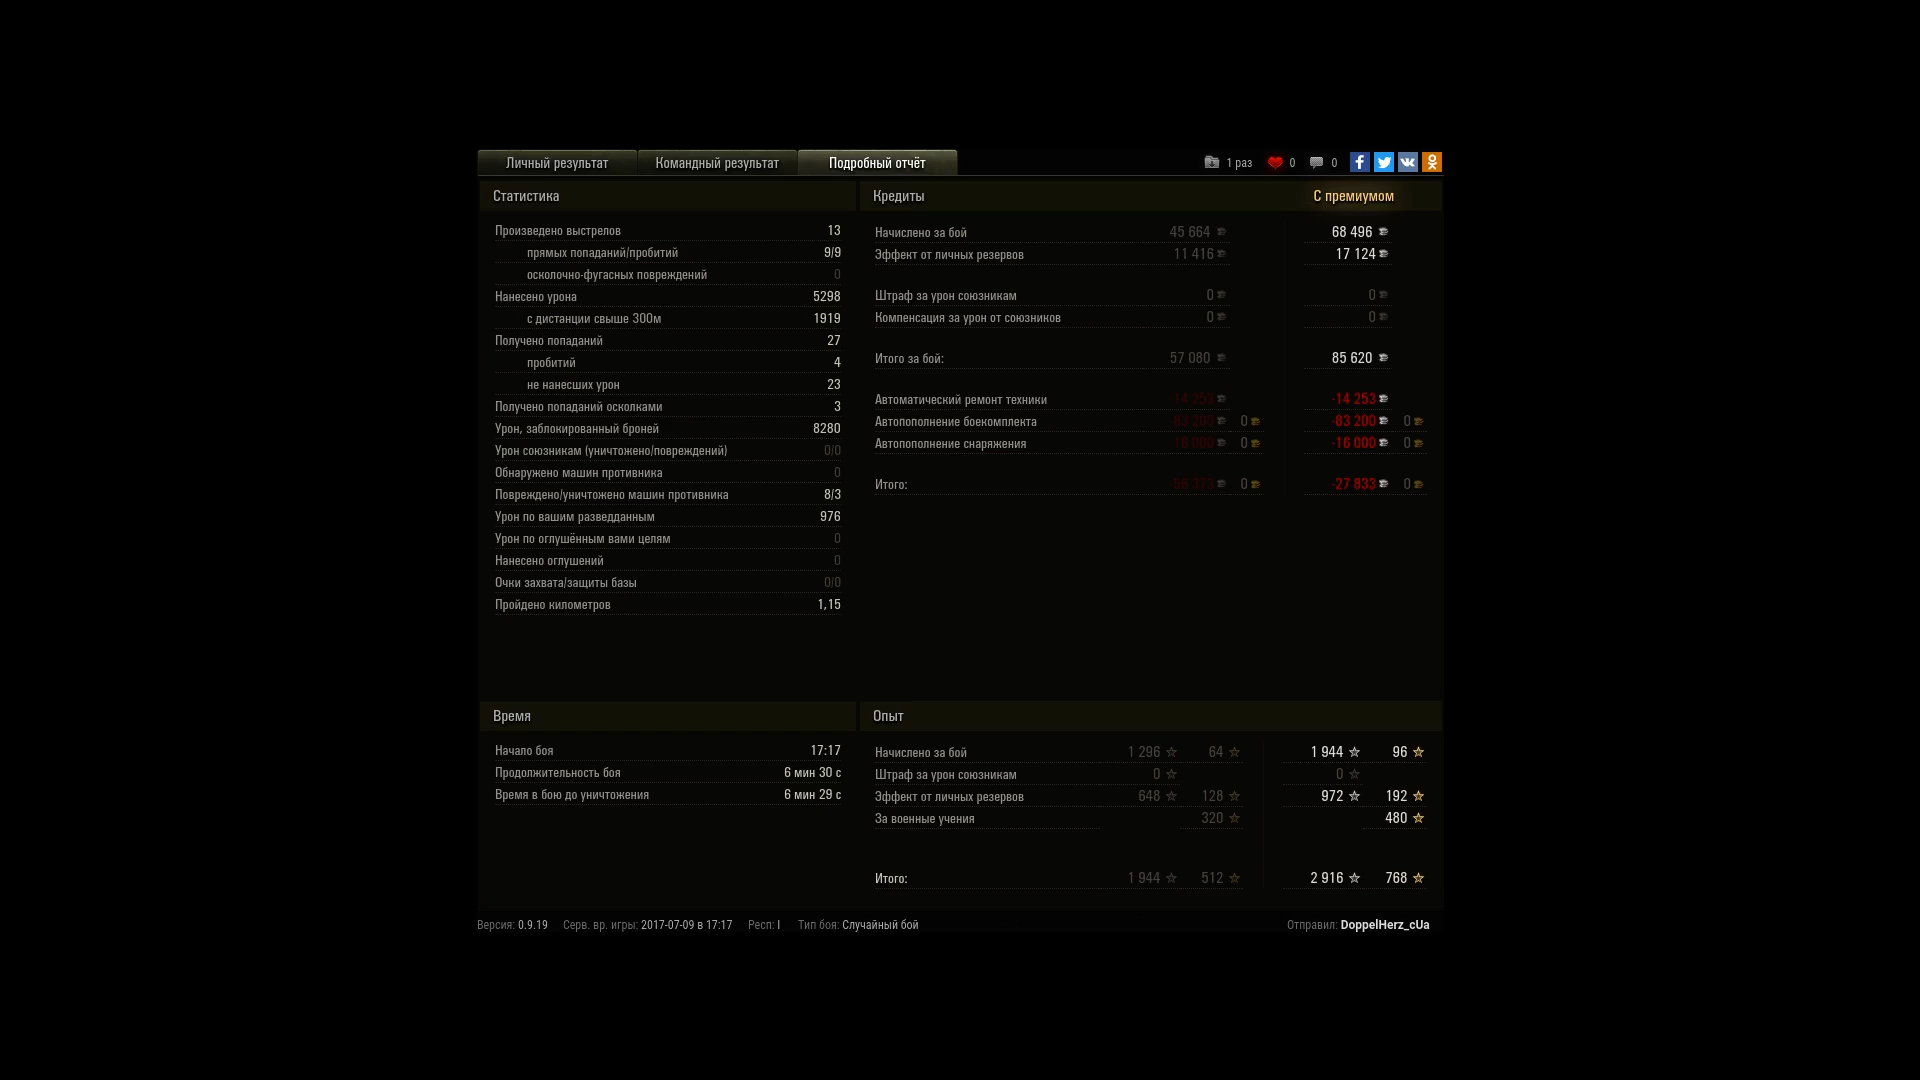 Личный результат Командный результат Подробный отчёт 1 раз 0 0
Статистика
Произведено выстрелов 13
прямых попаданий/пробитий 9/9
осколочно-фугасных повреждений 0
Нанесено урона 5298
с дистанции свыше 300м 1919
Получено попаданий 27
пробитий 4
не нанесших урон 23
Получено попаданий осколками 3
Урон, заблокированный броней 8280
Урон союзникам (уничтожено/повреждений) 0/0
Обнаружено машин противника 0
Повреждено/уничтожено машин противника 8/3
Урон по вашим разведданным 976
Урон по оглушённым вами целям 0
Нанесено оглушений 0
Очки захвата/защиты базы 0/0
Пройдено километров 1,15
Кредиты С премиумом
Начислено за бой 45 664 68 496
Эффект от личных резервов 11 416 17 124
Штраф за урон союзникам 0 0
Компенсация за урон от союзников 0 0
Итого за бой: 57 080 85 620
Автоматический ремонт техники -14 253 -14 253
Автопополнение боекомплекта -83 200 0 -83 200 0
Автопополнение снаряжения -16 000 0 -16 000 0
Итого: -56 373 0 -27 833 0
Время
Начало боя 17:17
Продолжительность боя 6 мин 30 с
Время в бою до уничтожения 6 мин 29 с
Опыт
Начислено за бой 1 296 64 1 944 96
Штраф за урон союзникам 0 0
Эффект от личных резервов 648 128 972 192
За военные учения 320 480
Итого: 1 944 512 2 916 768
Версия: 0.9.19 Серв. вр. игры: 2017-07-09 в 17:17 Респ: I Тип боя: Случайный бой Отправил: DoppelHerz_cUa